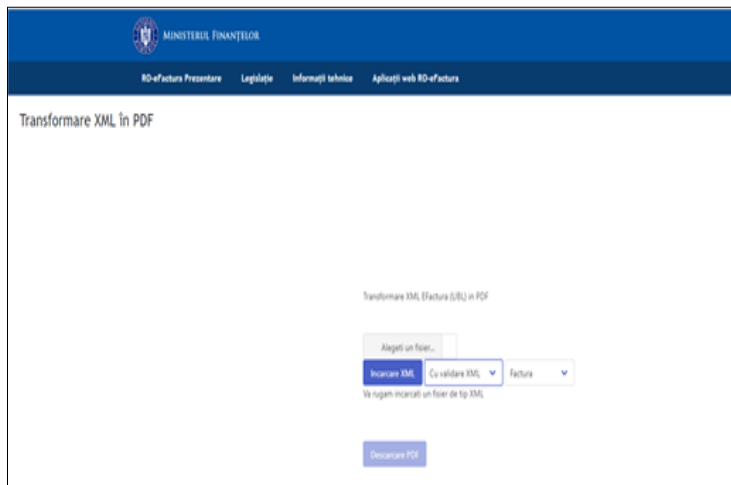 MINISTERUL FINANȚELOR
RO-eFactura Prezentare Legislație Informații tehnice Aplicații web RO-eFactura
Transformare XML în PDF
Transformare XML EFactura (UBL) in PDF
Alegeti un fisier...
Incarcare XML Cu validare XML Factura
Va rugam incarcati un fisier de tip XML
Descarcare PDF